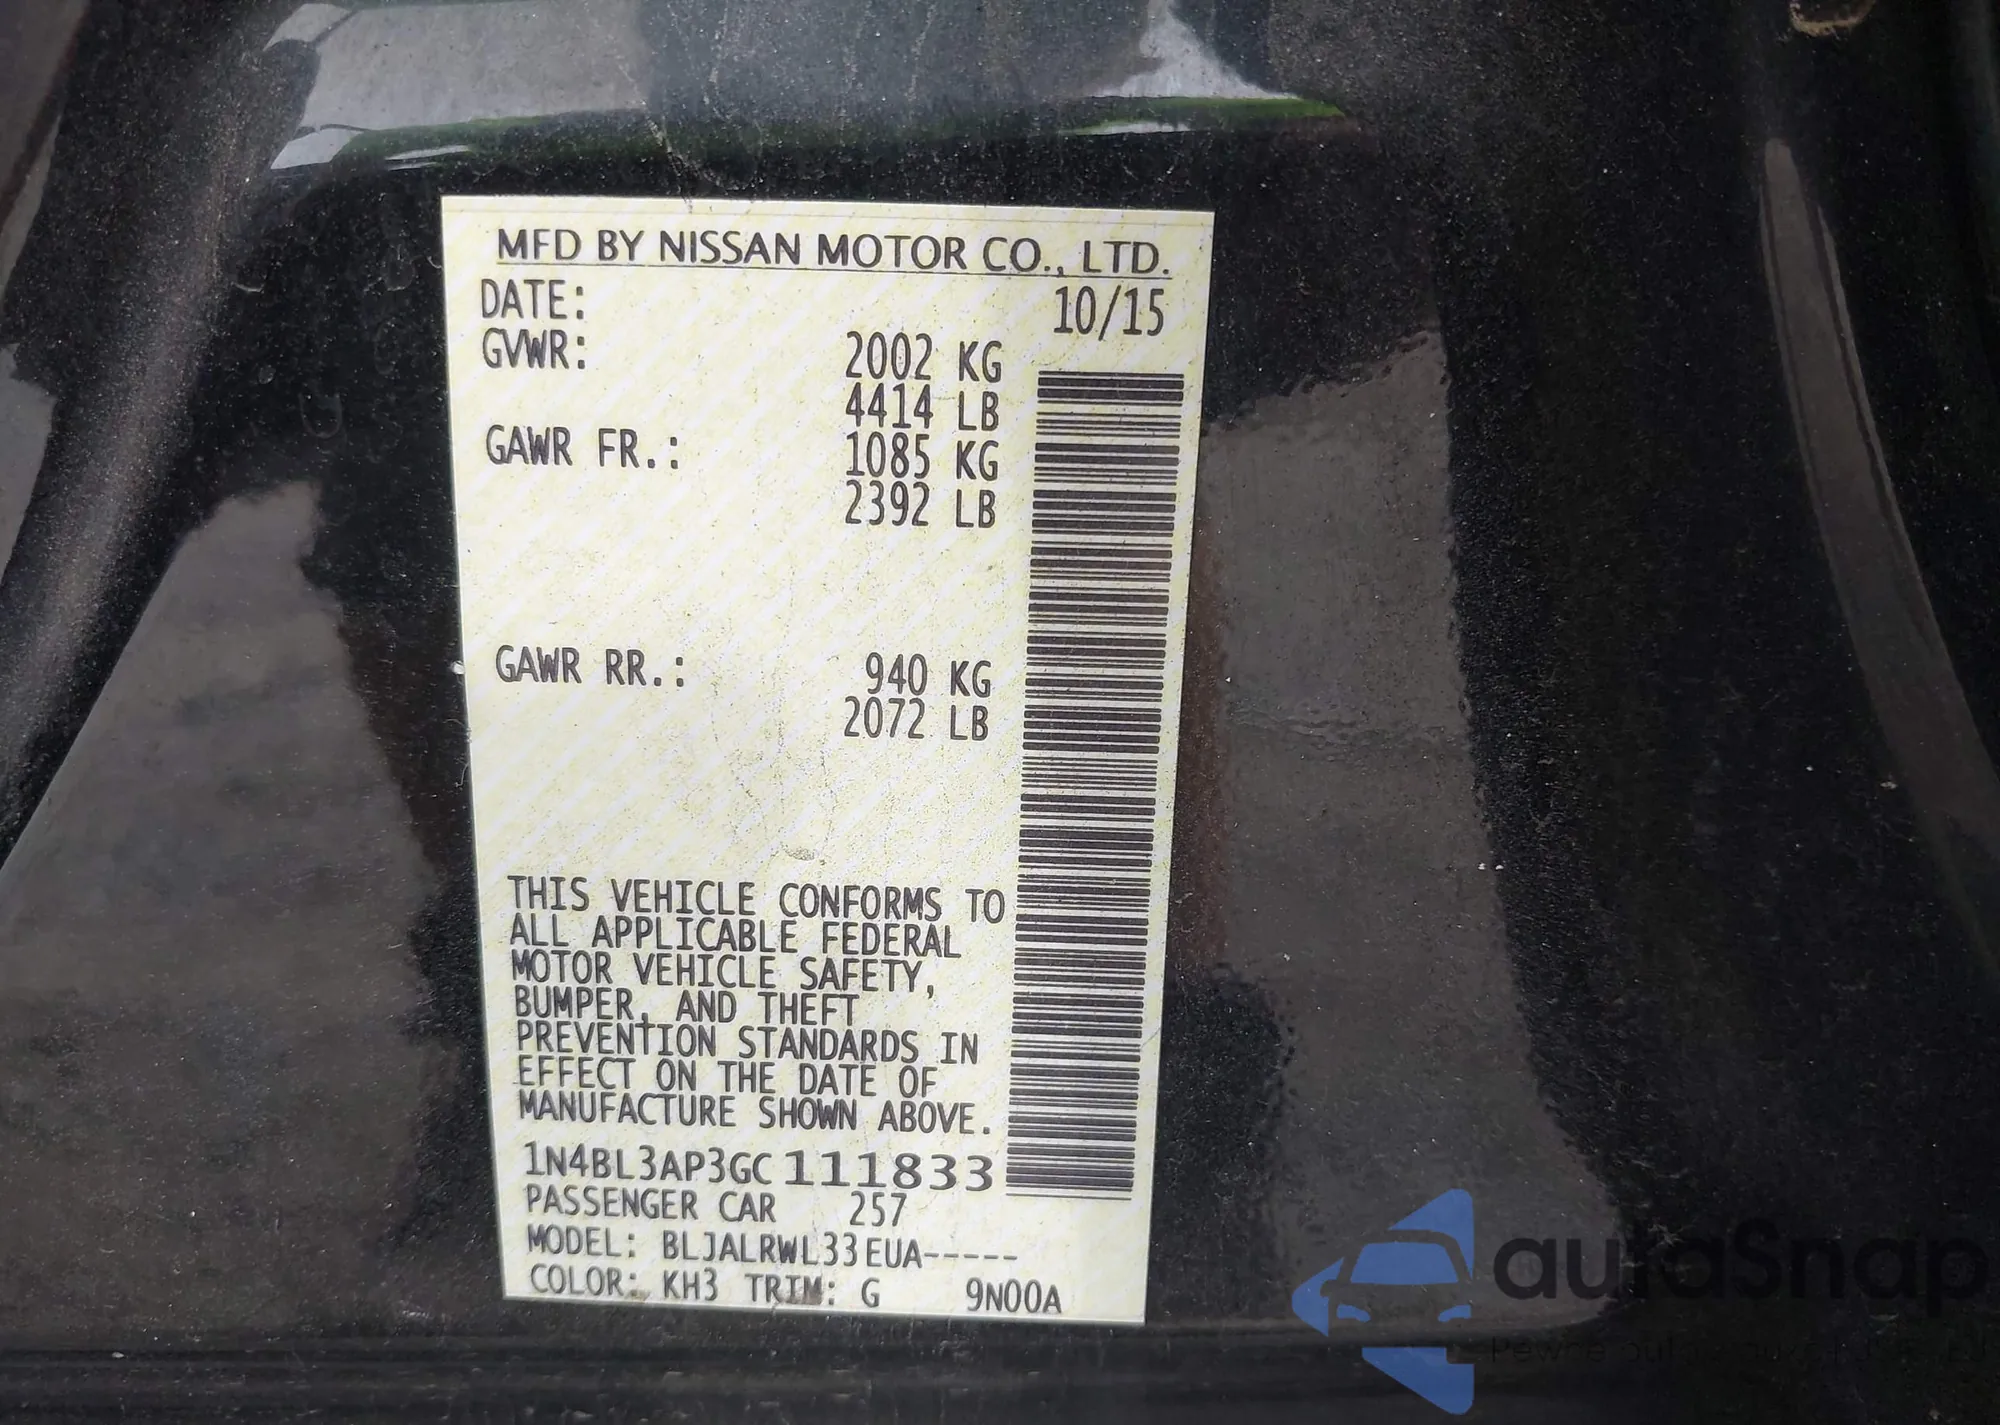 MFD BY NISSAN MOTOR CO., LTD.
DATE: 10/15
GVWR: 2002 KG
4414 LB
GAWR FR.: 1085 KG
2392 LB
GAWR RR.: 940 KG
2072 LB
THIS VEHICLE CONFORMS TO
ALL APPLICABLE FEDERAL
MOTOR VEHICLE SAFETY,
BUMPER, AND THEFT
PREVENTION STANDARDS IN
EFFECT ON THE DATE OF
MANUFACTURE SHOWN ABOVE.
1N4BL3AP3GC111833
PASSENGER CAR 257
MODEL: BLJALRWL33EUA-----
COLOR: KH3 TRIM: G 9N00A
autaSnap
Pewne